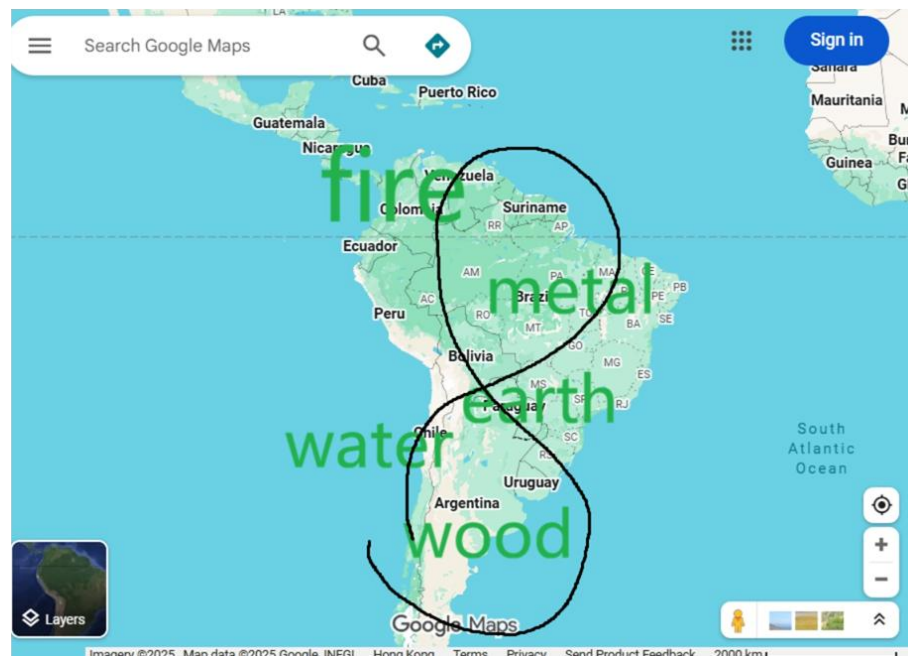 LA
Search Google Maps
Sign in
Cuba
Puerto Rico
Sahara
Mauritania
Guatemala
Nicaragua
Guinea
fire
Venezuela
Colombia
Suriname
RR
AP
Ecuador
AM
PA
MA
CE
metal
Brazil
PB
PE
AC
Peru
RO
TO
SE
MT
BA
GO
Bolivia
MG
MS
ES
earth
Paraguay
SP
RJ
water
Chile
SC
RS
South
Atlantic
Ocean
Uruguay
Argentina
wood
Layers
Google Maps
Imagery ©2025 , Map data ©2025 Google, INEGI Hong Kong Terms Privacy Send Product Feedback 2000 km